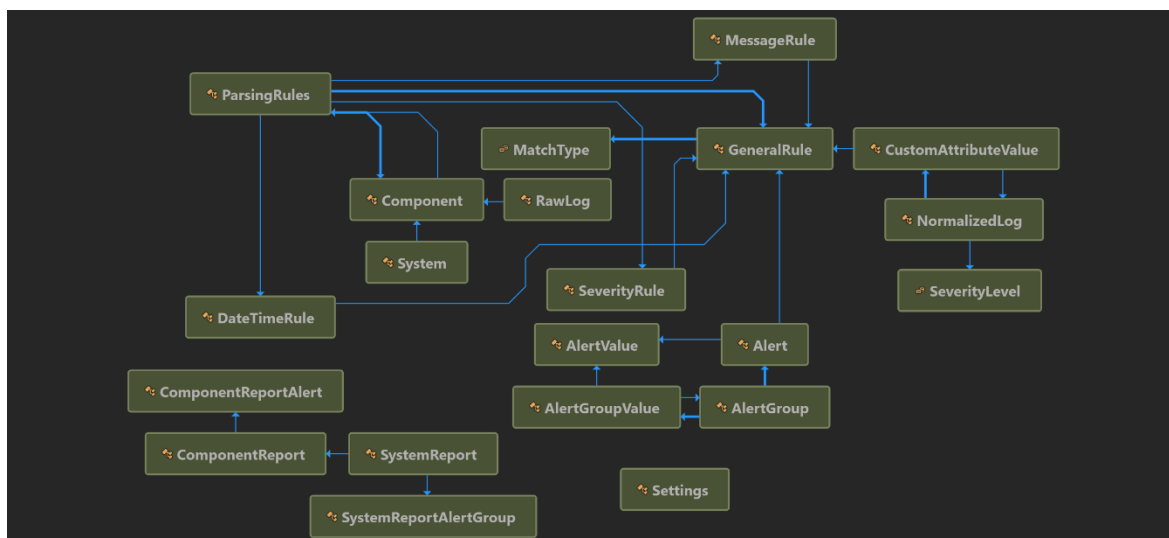 MessageRule
ParsingRules
MatchType
GeneralRule
CustomAttributeValue
Component
RawLog
NormalizedLog
System
SeverityRule
SeverityLevel
DateTimeRule
AlertValue
Alert
ComponentReportAlert
AlertGroupValue
AlertGroup
ComponentReport
SystemReport
Settings
SystemReportAlertGroup